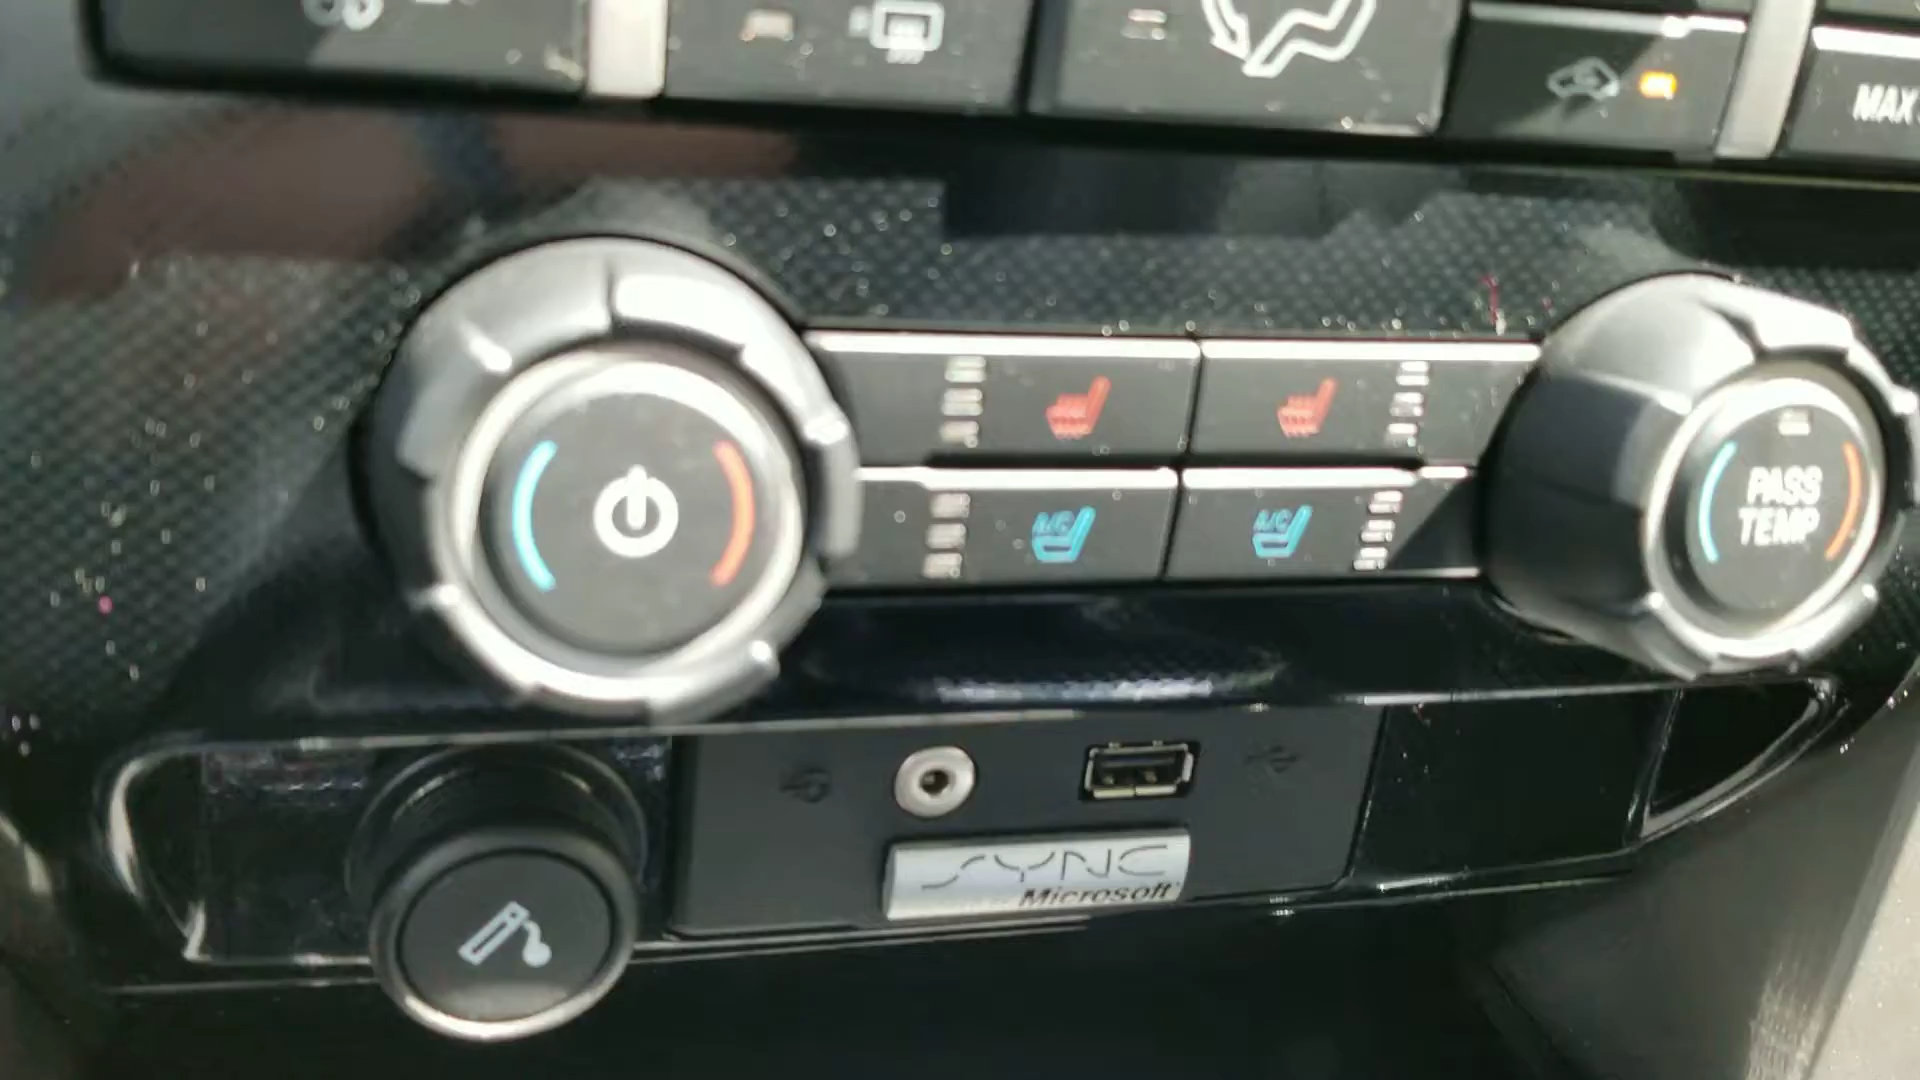 MAX
A/C
A/C
PASS
TEMP
SYNC
Microsoft